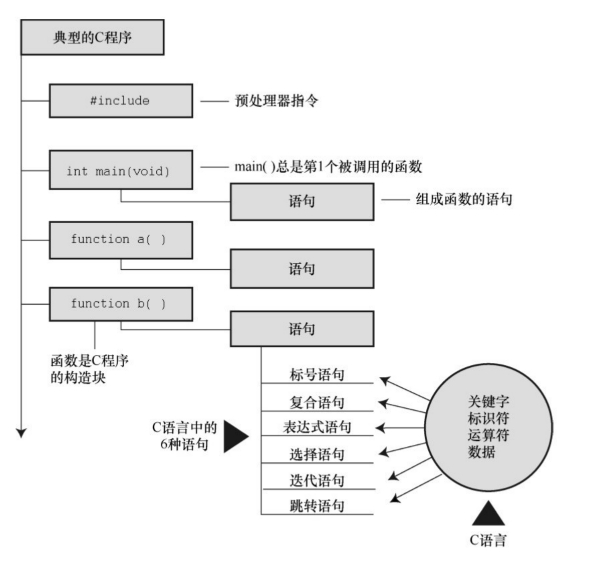 典型的C程序
#include
预处理器指令
int main(void)
main( )总是第1个被调用的函数
语句
组成函数的语句
function a( )
语句
function b( )
语句
函数是C程序
的构造块
标号语句
复合语句
表达式语句
选择语句
迭代语句
跳转语句
C语言中的
6种语句
关键字
标识符
运算符
数据
C语言